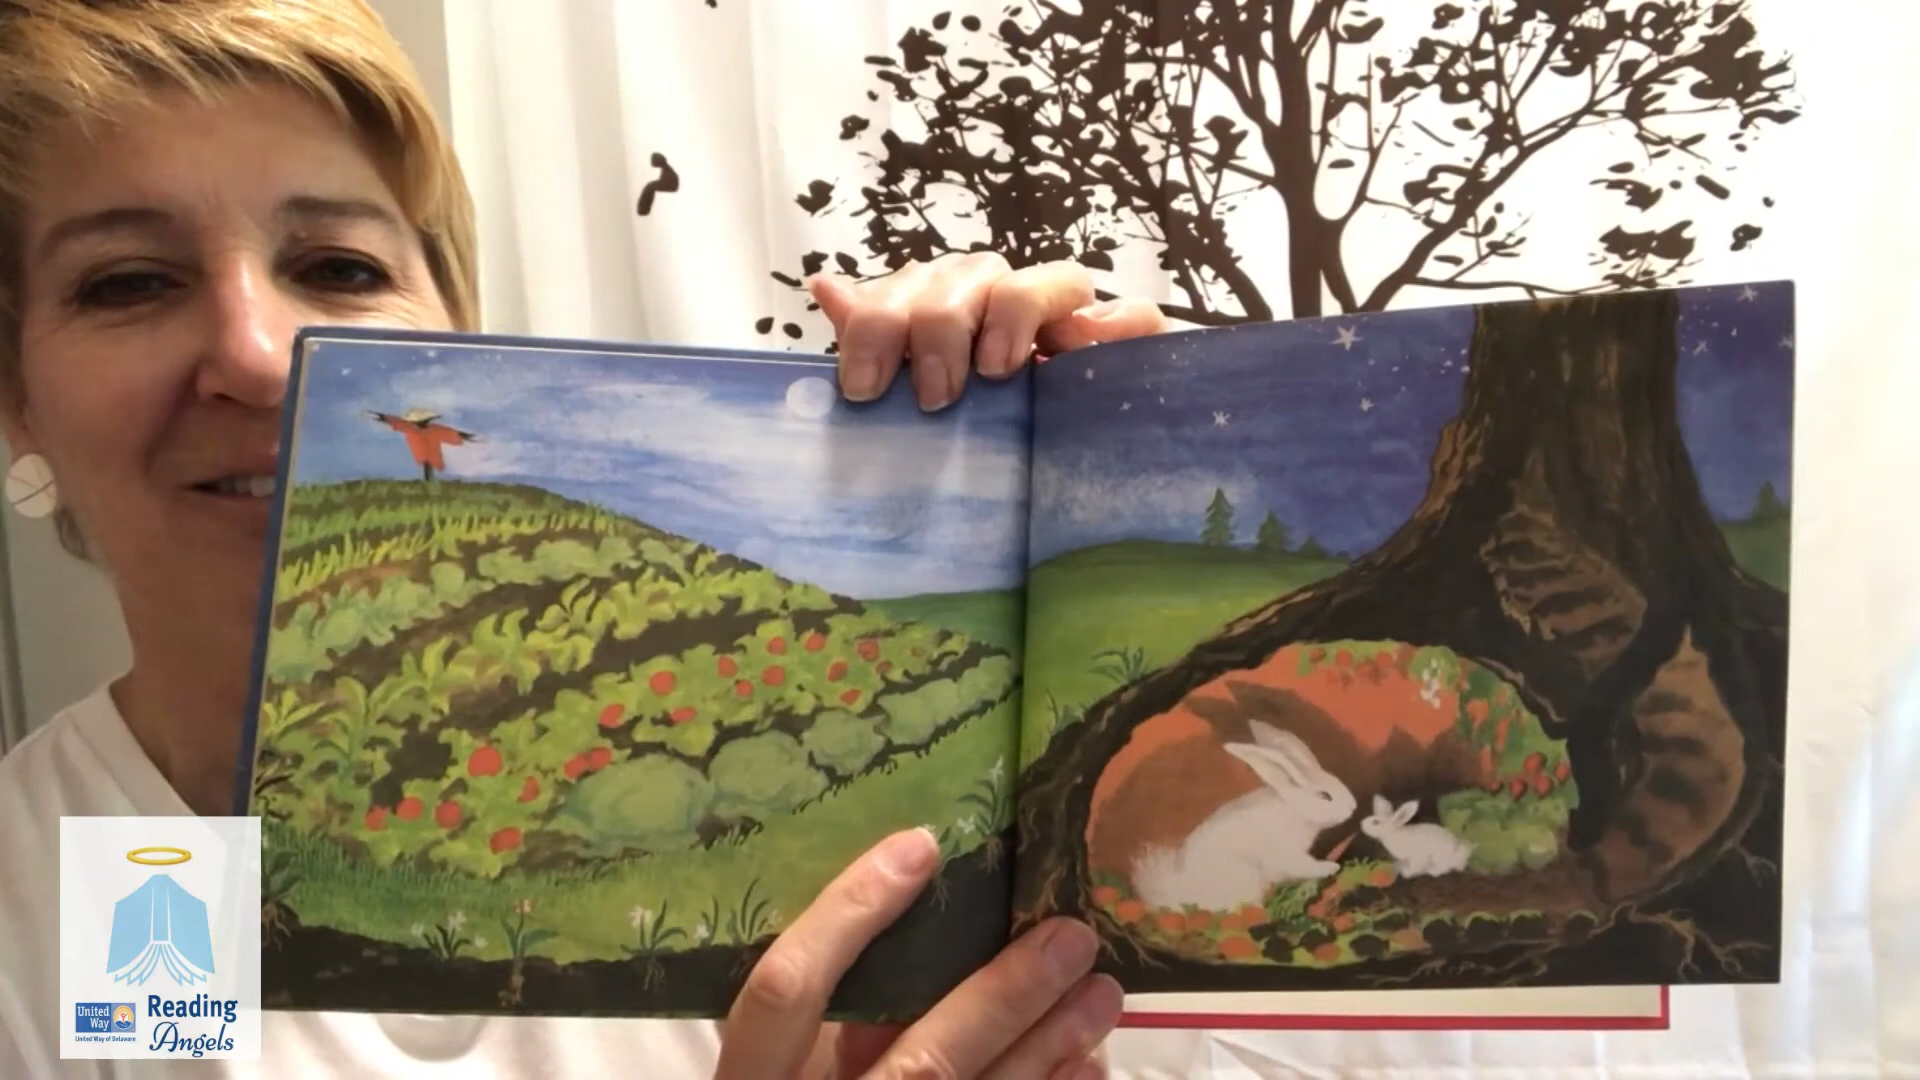 United
Way
United Way of Delaware
Reading
Angels